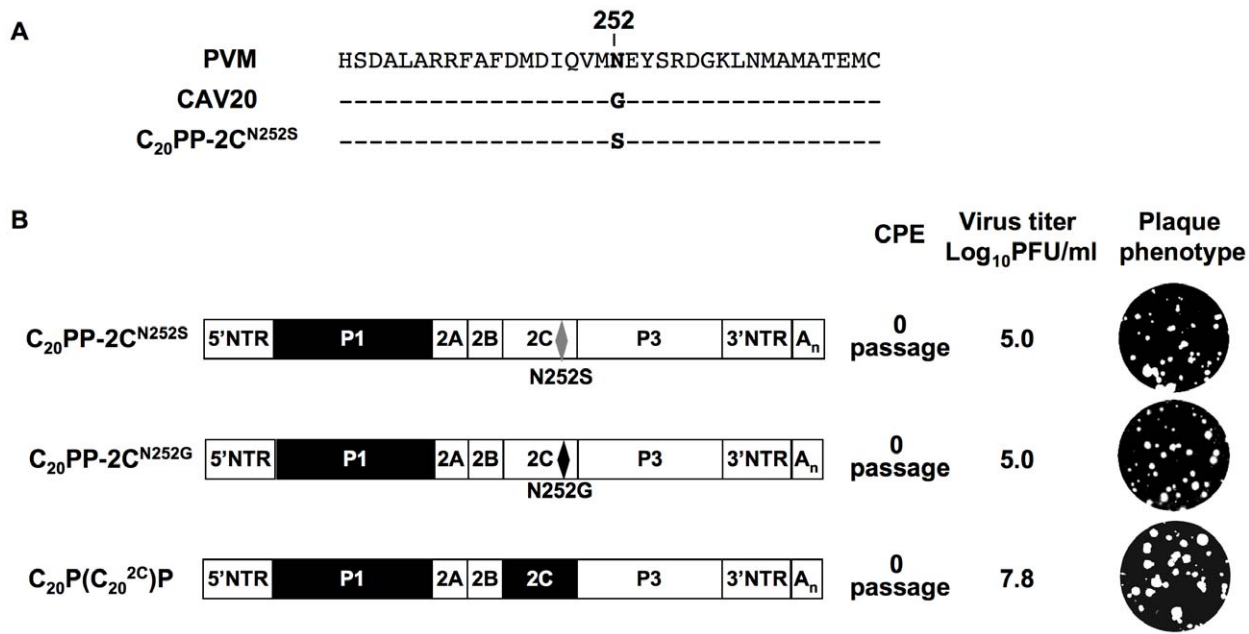 A
252
PVM HSDALARRFAFDMDIQVMNEYSRDGKLNMAMATEMC
CAV20 ------------------G-----------------
C20PP-2CN252S ------------------S-----------------
B
CPE Virus titer Log10PFU/ml Plaque phenotype
C20PP-2CN252S 5'NTR P1 2A 2B 2C P3 3'NTR An 0 passage 5.0
N252S
C20PP-2CN252G 5'NTR P1 2A 2B 2C P3 3'NTR An 0 passage 5.0
N252G
C20P(C202C)P 5'NTR P1 2A 2B 2C P3 3'NTR An 0 passage 7.8